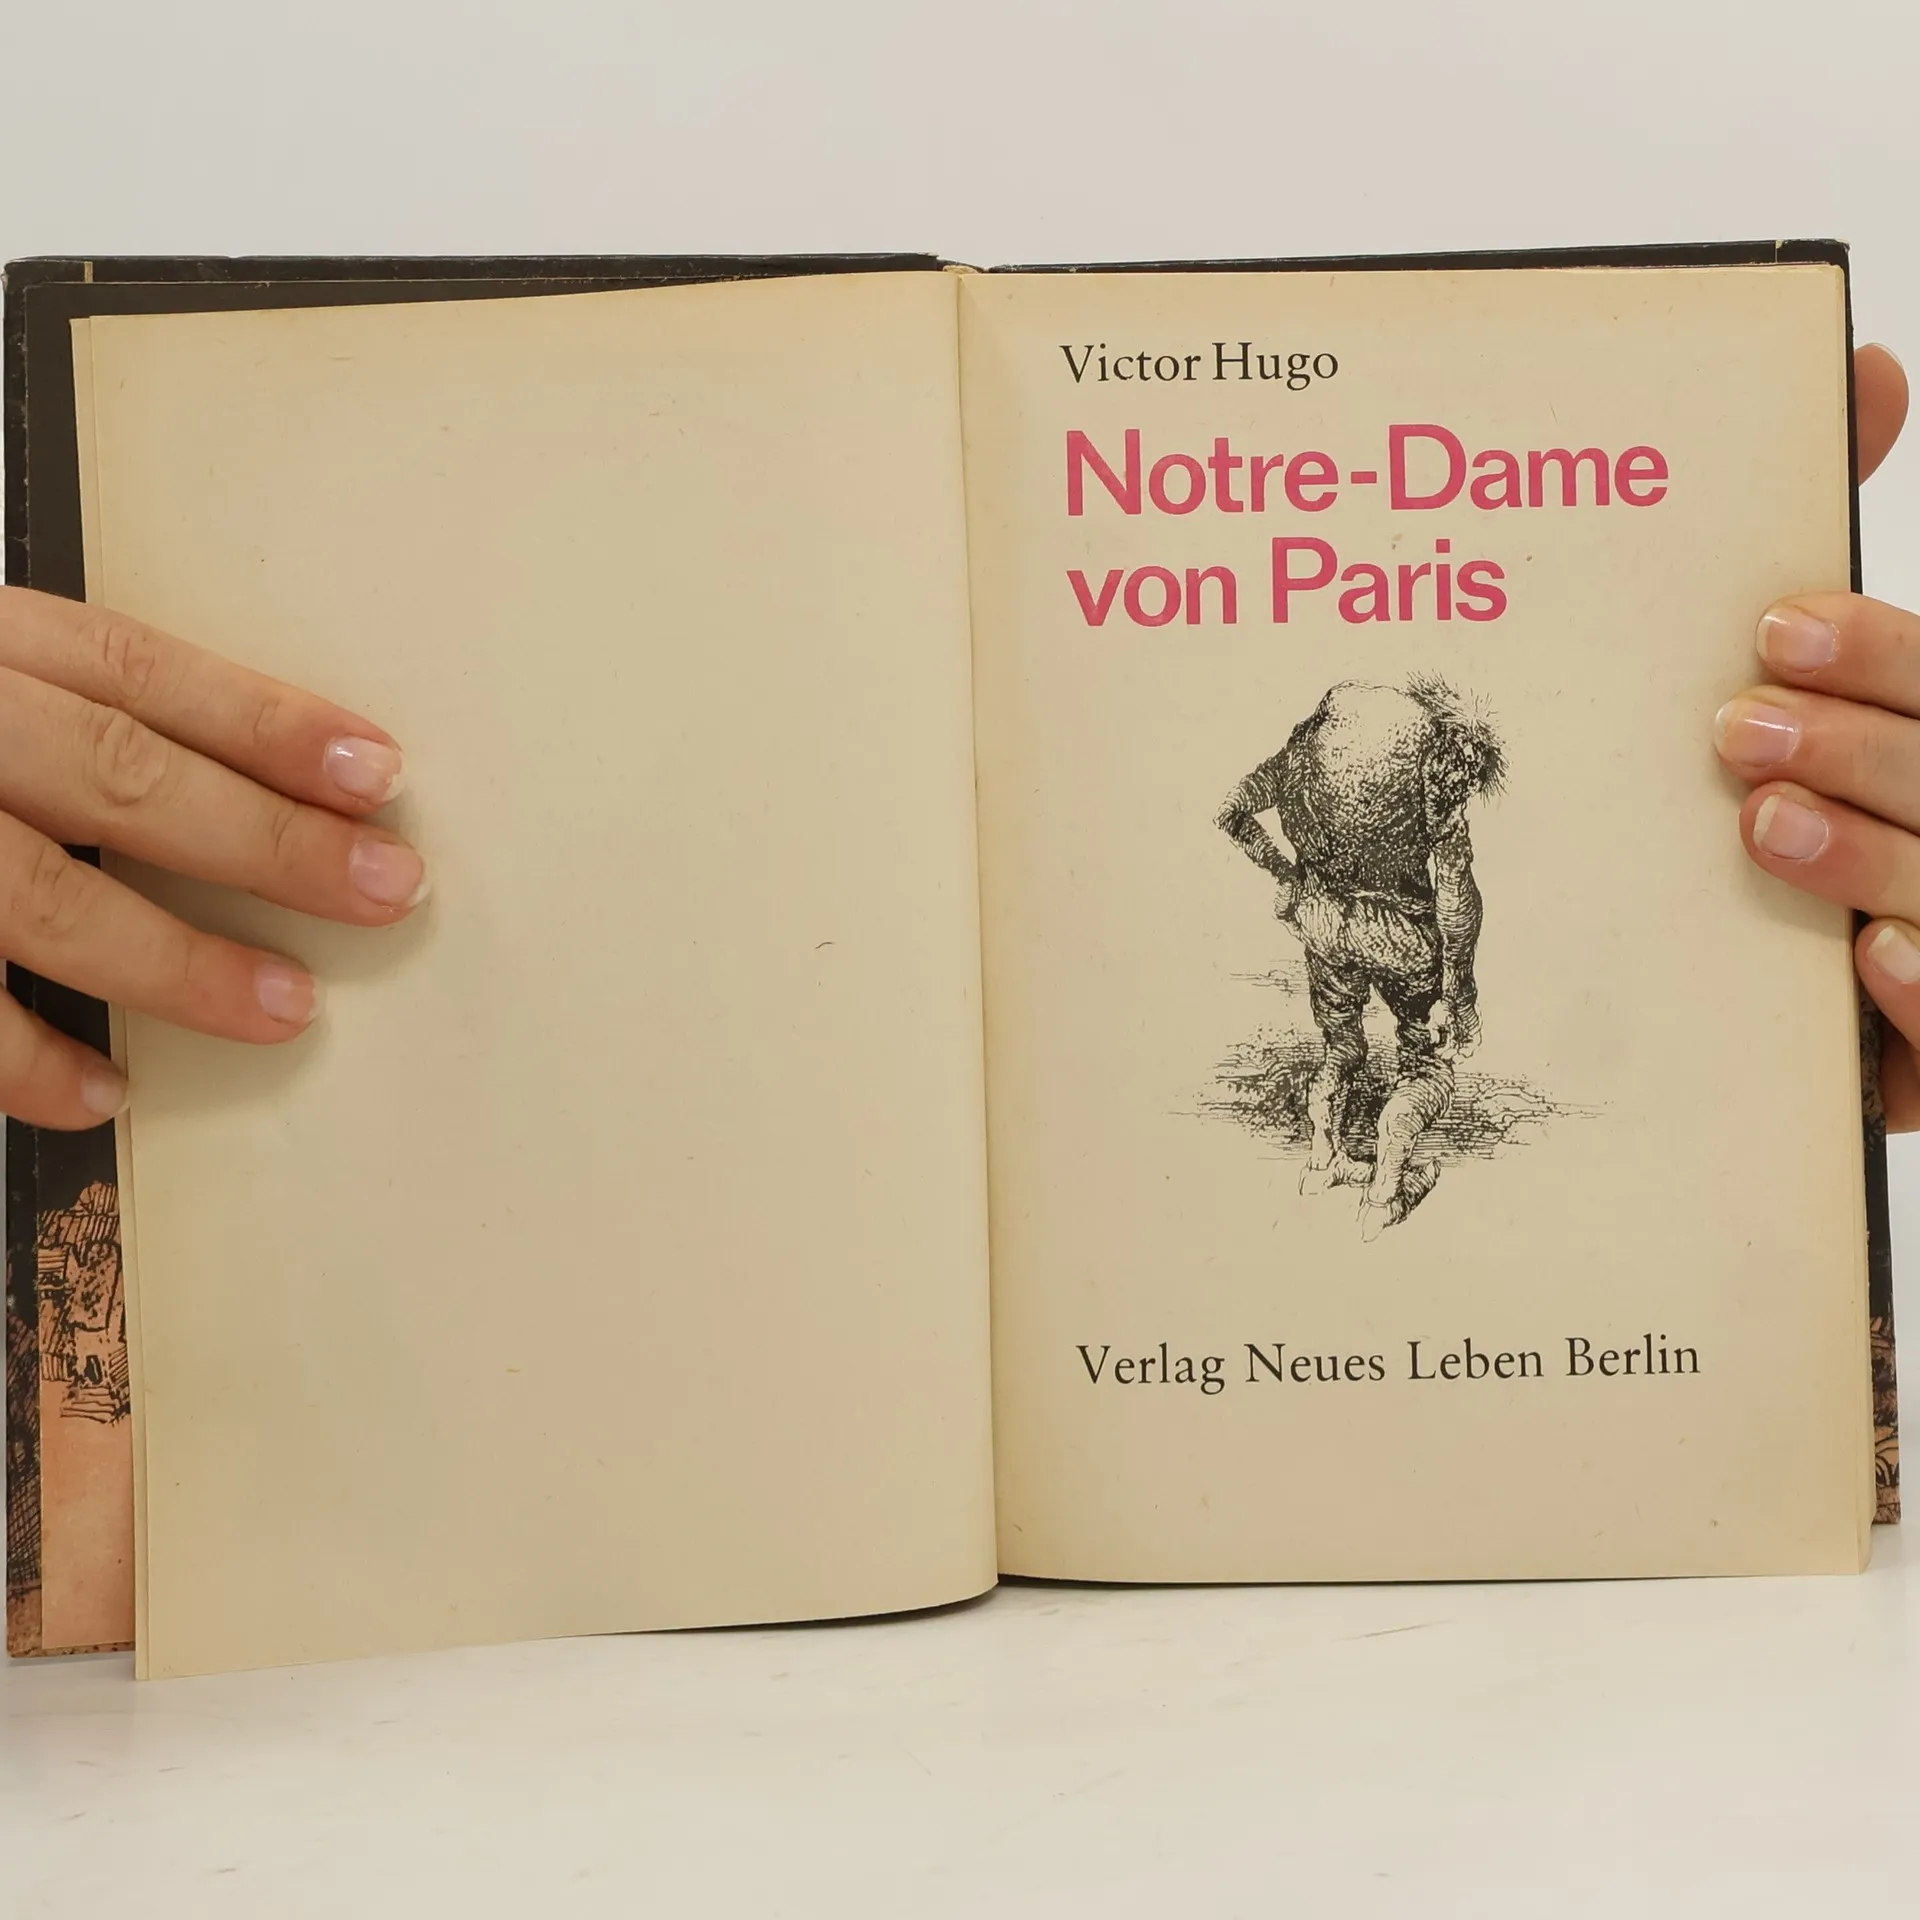 Victor Hugo
Notre-Dame
von Paris
Verlag Neues Leben Berlin